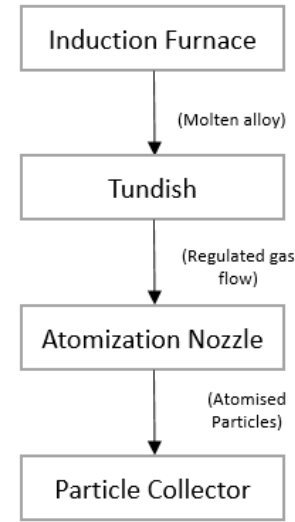 Induction Furnace
(Molten alloy)
Tundish
(Regulated gas
flow)
Atomization Nozzle
(Atomised
Particles)
Particle Collector